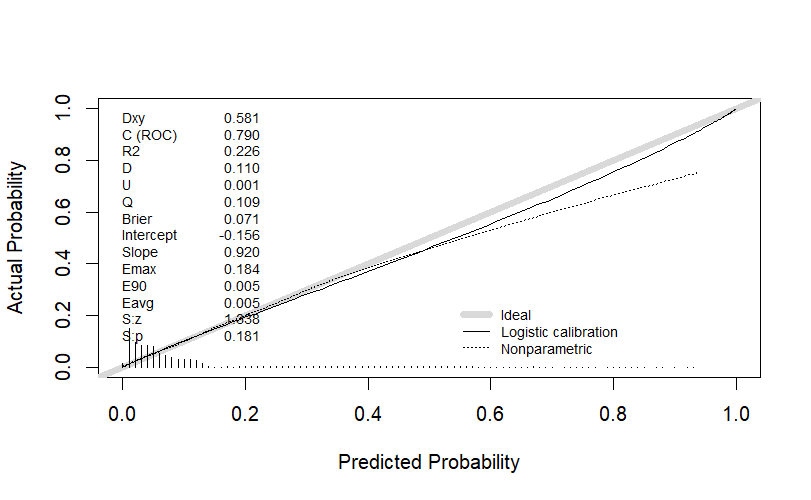 Dxy 0.581
C (ROC) 0.790
R2 0.226
D 0.110
U 0.001
Q 0.109
Brier 0.071
Intercept -0.156
Slope 0.920
Emax 0.184
E90 0.005
Eavg 0.005
S:z 1.338
S:p 0.181
Ideal
Logistic calibration
Nonparametric
Actual Probability
0.0 0.2 0.4 0.6 0.8 1.0
0.0 0.2 0.4 0.6 0.8 1.0
Predicted Probability